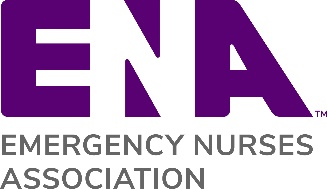 ENA™
EMERGENCY NURSES
ASSOCIATION